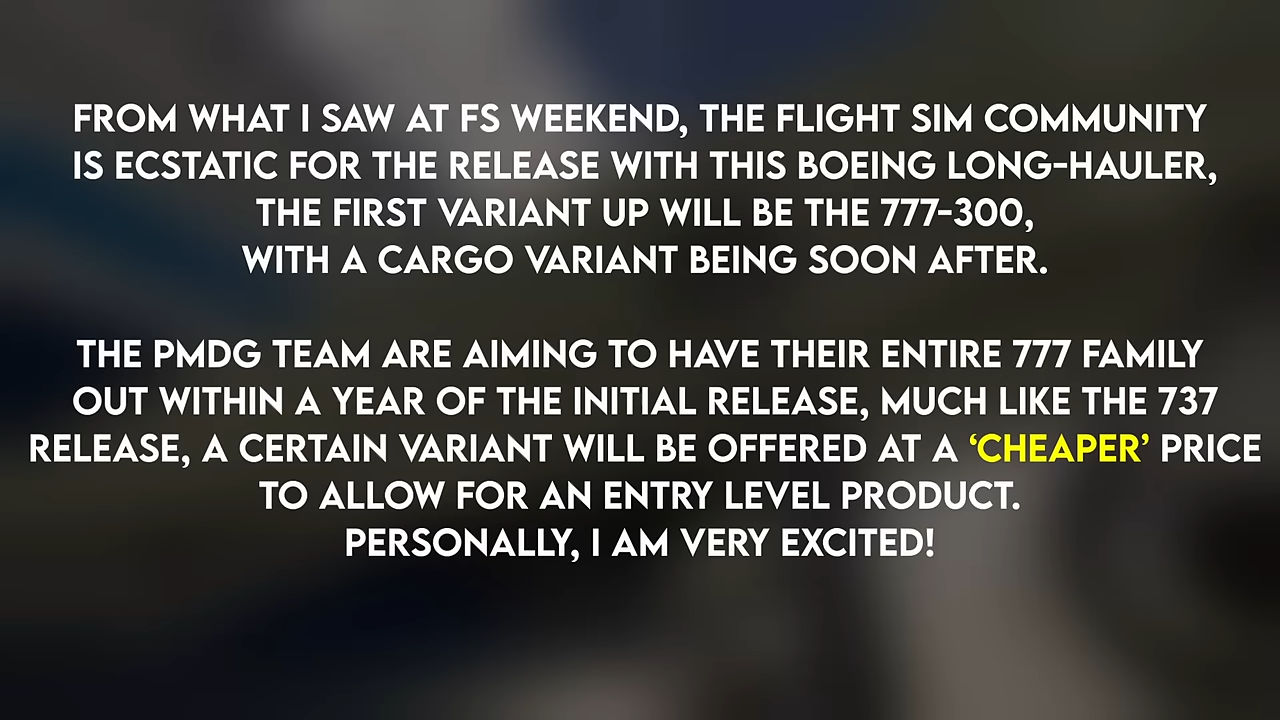 FROM WHAT I SAW AT FS WEEKEND, THE FLIGHT SIM COMMUNITY
IS ECSTATIC FOR THE RELEASE WITH THIS BOEING LONG-HAULER,
THE FIRST VARIANT UP WILL BE THE 777-300,
WITH A CARGO VARIANT BEING SOON AFTER.
THE PMDG TEAM ARE AIMING TO HAVE THEIR ENTIRE 777 FAMILY
OUT WITHIN A YEAR OF THE INITIAL RELEASE, MUCH LIKE THE 737
RELEASE, A CERTAIN VARIANT WILL BE OFFERED AT A ‘CHEAPER’ PRICE
TO ALLOW FOR AN ENTRY LEVEL PRODUCT.
PERSONALLY, I AM VERY EXCITED!